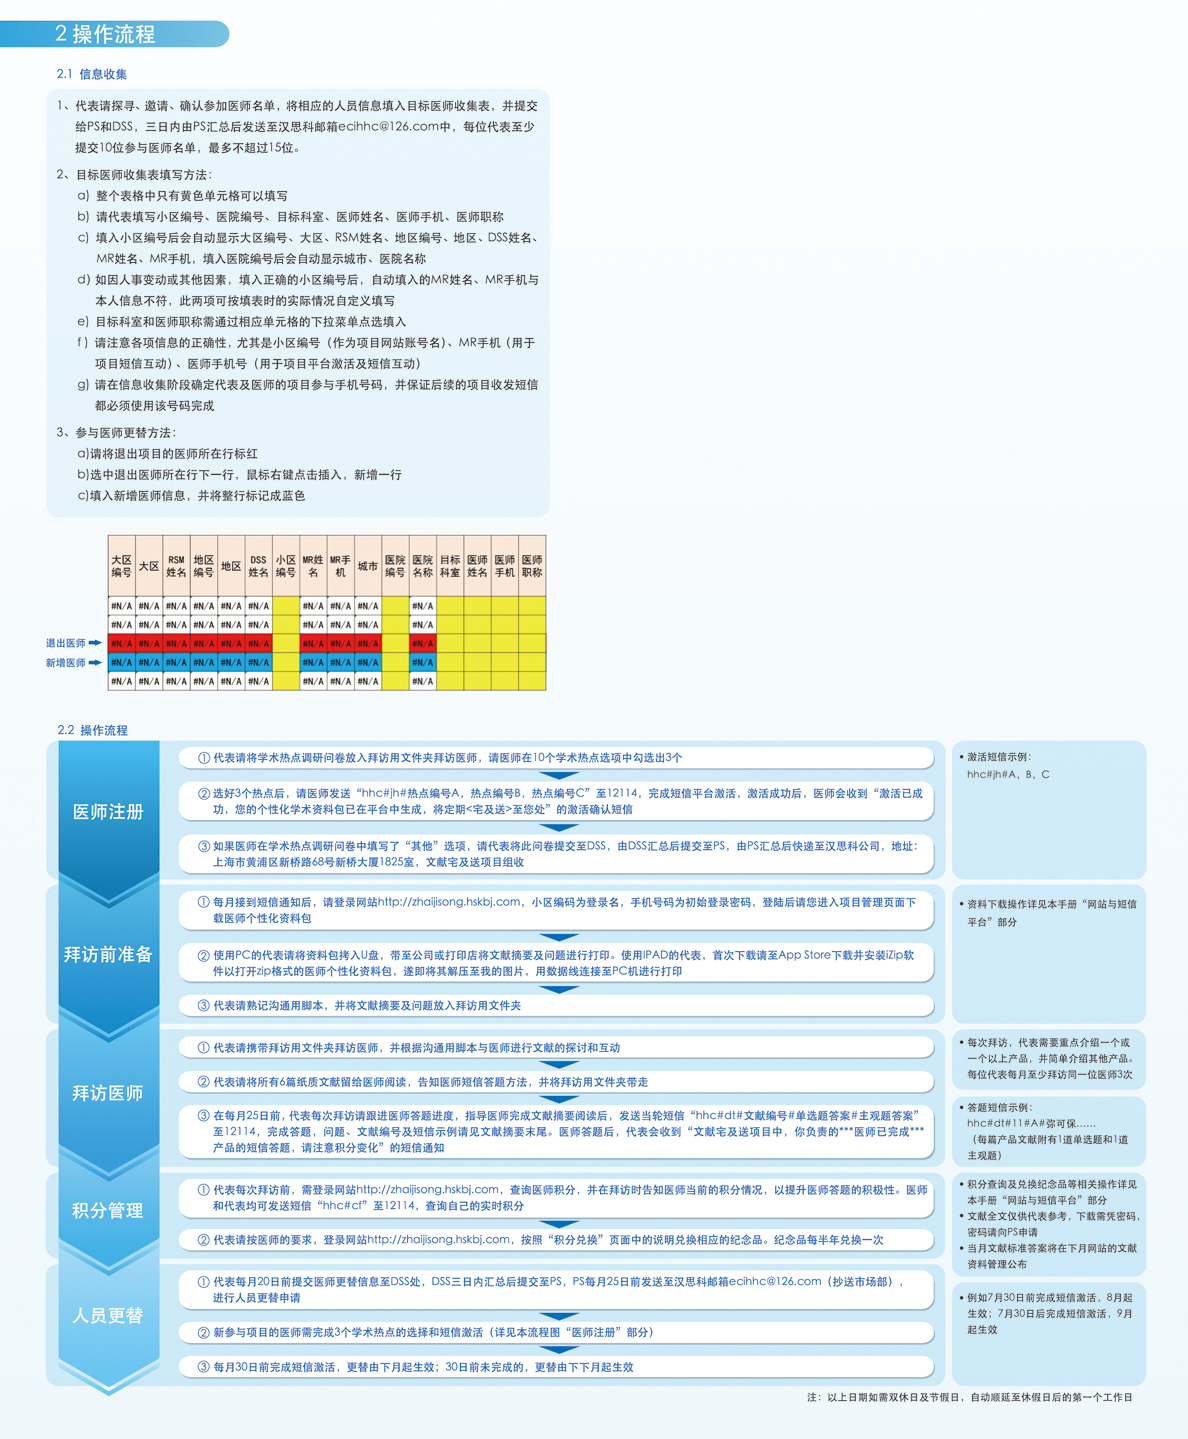 2 操作流程
2.1 信息收集
1、代表请探寻、邀请、确认参加医师名单，将相应的人员信息填入目标医师收集表，并提交
给PS和DSS，三日内由PS汇总后发送至汉思科邮箱ecihhc@126.com中，每位代表至少
提交10位参与医师名单，最多不超过15位。
2、目标医师收集表填写方法：
a) 整个表格中只有黄色单元格可以填写
b) 请代表填写小区编号、医院编号、目标科室、医师姓名、医师手机、医师职称
c) 填入小区编号后会自动显示大区编号、大区、RSM姓名、地区编号、地区、DSS姓名、
MR姓名、MR手机，填入医院编号后会自动显示城市、医院名称
d) 如因人事变动或其他因素，填入正确的小区编号后，自动填入的MR姓名、MR手机与
本人信息不符，此两项可按填表时的实际情况自定义填写
e) 目标科室和医师职称需通过相应单元格的下拉菜单点选填入
f ) 请注意各项信息的正确性，尤其是小区编号（作为项目网站账号名）、MR手机（用于
项目短信互动）、医师手机号（用于项目平台激活及短信互动）
g) 请在信息收集阶段确定代表及医师的项目参与手机号码，并保证后续的项目收发短信
都必须使用该号码完成
3、参与医师更替方法：
a)请将退出项目的医师所在行标红
b)选中退出医师所在行下一行，鼠标右键点击插入，新增一行
c)填入新增医师信息，并将整行标记成蓝色
大区编号 大区 RSM姓名 地区编号 地区 DSS姓名 小区编号 MR姓名 MR手机 城市 医院编号 医院名称 目标科室 医师姓名 医师手机 医师职称
#N/A #N/A #N/A #N/A #N/A #N/A #N/A #N/A #N/A #N/A
#N/A #N/A #N/A #N/A #N/A #N/A #N/A #N/A #N/A #N/A
退出医师 #N/A #N/A #N/A #N/A #N/A #N/A #N/A #N/A #N/A #N/A
新增医师 #N/A #N/A #N/A #N/A #N/A #N/A #N/A #N/A #N/A #N/A
#N/A #N/A #N/A #N/A #N/A #N/A #N/A #N/A #N/A #N/A
2.2 操作流程
医师注册
① 代表请将学术热点调研问卷放入拜访用文件夹拜访医师，请医师在10个学术热点选项中勾选出3个
② 选好3个热点后，请医师发送“hhc#jh#热点编号A，热点编号B，热点编号C”至12114，完成短信平台激活，激活成功后，医师会收到“激活已成
功，您的个性化学术资料包已在平台中生成，将定期<宅及送>至您处”的激活确认短信
③ 如果医师在学术热点调研问卷中填写了“其他”选项，请代表将此问卷提交至DSS，由DSS汇总后提交至PS，由PS汇总后快递至汉思科公司，地址：
上海市黄浦区新桥路68号新桥大厦1825室，文献宅及送项目组收
• 激活短信示例：
hhc#jh#A，B，C
拜访前准备
① 每月接到短信通知后，请登录网站http://zhaijisong.hskbj.com，小区编码为登录名，手机号码为初始登录密码，登陆后请您进入项目管理页面下
载医师个性化资料包
② 使用PC的代表请将资料包拷入U盘，带至公司或打印店将文献摘要及问题进行打印。使用IPAD的代表，首次下载请至App Store下载并安装iZip软
件以打开zip格式的医师个性化资料包，遂即将其解压至我的图片，用数据线连接至PC机进行打印
③ 代表请熟记沟通用脚本，并将文献摘要及问题放入拜访用文件夹
• 资料下载操作详见本手册“网站与短信
平台”部分
拜访医师
① 代表请携带拜访用文件夹拜访医师，并根据沟通用脚本与医师进行文献的探讨和互动
② 代表请将所有6篇纸质文献留给医师阅读，告知医师短信答题方法，并将拜访用文件夹带走
③ 在每月25日前，代表每次拜访请跟进医师答题进度，指导医师完成文献摘要阅读后，发送当轮短信“hhc#dt#文献编号#单选题答案#主观题答案”
至12114，完成答题，问题、文献编号及短信示例请见文献摘要末尾。医师答题后，代表会收到“文献宅及送项目中，你负责的***医师已完成***
产品的短信答题，请注意积分变化”的短信通知
• 每次拜访，代表需要重点介绍一个或
一个以上产品，并简单介绍其他产品。
每位代表每月至少拜访同一位医师3次
• 答题短信示例：
hhc#dt#11#A#弥可保……
（每篇产品文献附有1道单选题和1道
主观题）
积分管理
① 代表每次拜访前，需登录网站http://zhaijisong.hskbj.com，查询医师积分，并在拜访时告知医师当前的积分情况，以提升医师答题的积极性。医师
和代表均可发送短信“hhc#cf”至12114，查询自己的实时积分
② 代表请按医师的要求，登录网站http://zhaijisong.hskbj.com，按照“积分兑换”页面中的说明兑换相应的纪念品。纪念品每半年兑换一次
• 积分查询及兑换纪念品等相关操作详见
本手册“网站与短信平台”部分
• 文献全文仅供代表参考，下载需凭密码，
密码请向PS申请
• 当月文献标准答案将在下月网站的文献
资料管理公布
人员更替
① 代表每月20日前提交医师更替信息至DSS处，DSS三日内汇总后提交至PS，PS每月25日前发送至汉思科邮箱ecihhc@126.com（抄送市场部），
进行人员更替申请
② 新参与项目的医师需完成3个学术热点的选择和短信激活（详见本流程图“医师注册”部分）
③ 每月30日前完成短信激活，更替由下月起生效；30日前未完成的，更替由下下月起生效
• 例如7月30日前完成短信激活，8月起
生效；7月30日后完成短信激活，9月
起生效
注：以上日期如需双休日及节假日，自动顺延至休假日后的第一个工作日